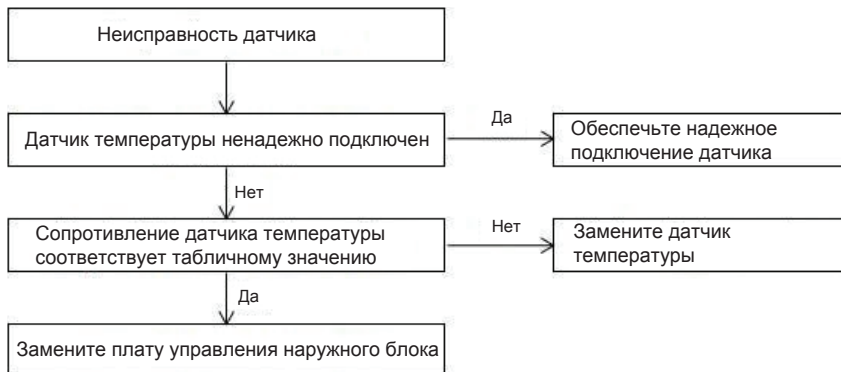 Неисправность датчика
Датчик температуры ненадежно подключен
Да
Обеспечьте надежное
подключение датчика
Нет
Сопротивление датчика температуры
соответствует табличному значению
Нет
Замените датчик
температуры
Да
Замените плату управления наружного блока